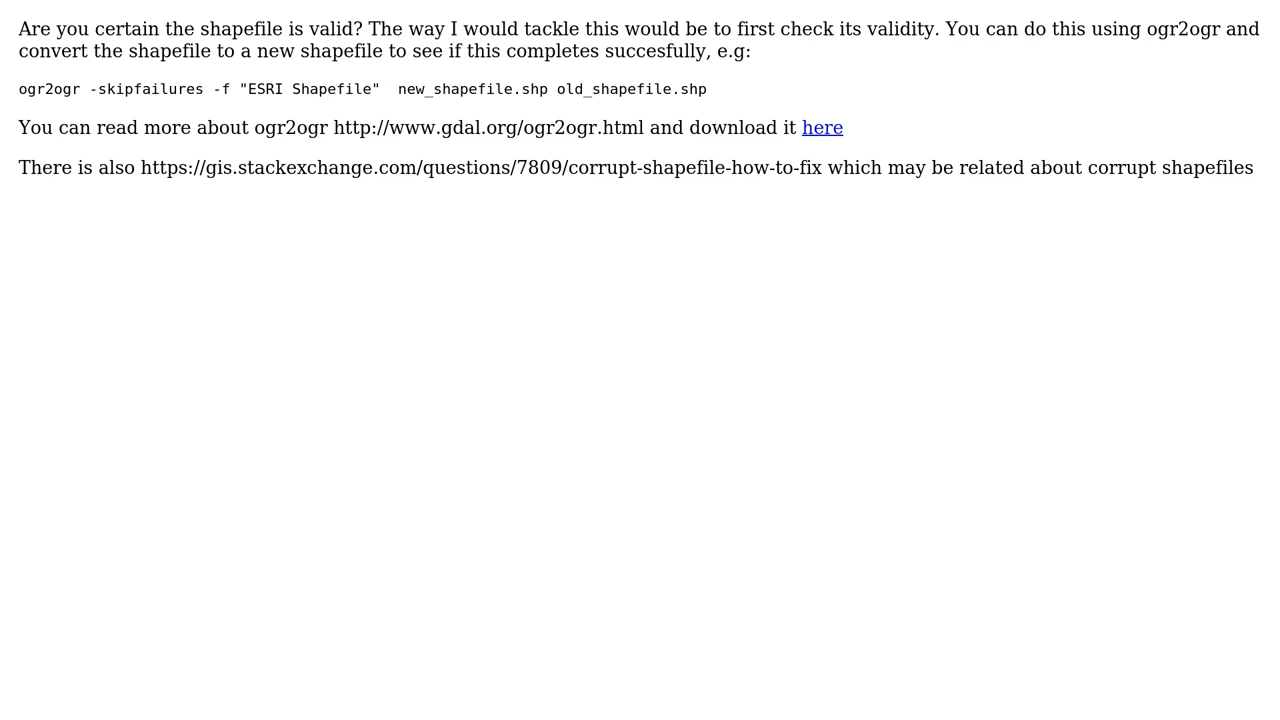 Are you certain the shapefile is valid? The way I would tackle this would be to first check its validity. You can do this using ogr2ogr and
convert the shapefile to a new shapefile to see if this completes succesfully, e.g:
ogr2ogr -skipfailures -f "ESRI Shapefile"  new_shapefile.shp old_shapefile.shp
You can read more about ogr2ogr http://www.gdal.org/ogr2ogr.html and download it here
There is also https://gis.stackexchange.com/questions/7809/corrupt-shapefile-how-to-fix which may be related about corrupt shapefiles